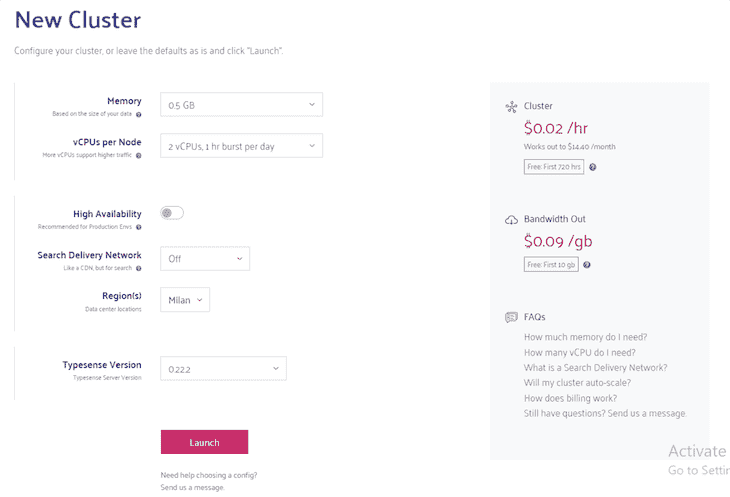 New Cluster
Configure your cluster, or leave the defaults as is and click "Launch".
Memory
Based on the size of your data
0.5 GB
vCPUs per Node
More vCPUs support higher traffic
2 vCPUs, 1 hr burst per day
High Availability
Recommended for Production Envs
Search Delivery Network
Like a CDN, but for search
Off
Region(s)
Data center locations
Milan
Typesense Version
Typesense Server Version
0.22.2
Launch
Need help choosing a config?
Send us a message.
Cluster
$0.02 /hr
Works out to $14.40 /month
Free: First 720 hrs
Bandwidth Out
$0.09 /gb
Free: First 10 gb
FAQs
How much memory do I need?
How many vCPU do I need?
What is a Search Delivery Network?
Will my cluster auto-scale?
How does billing work?
Still have questions? Send us a message.
Activate
Go to Settin